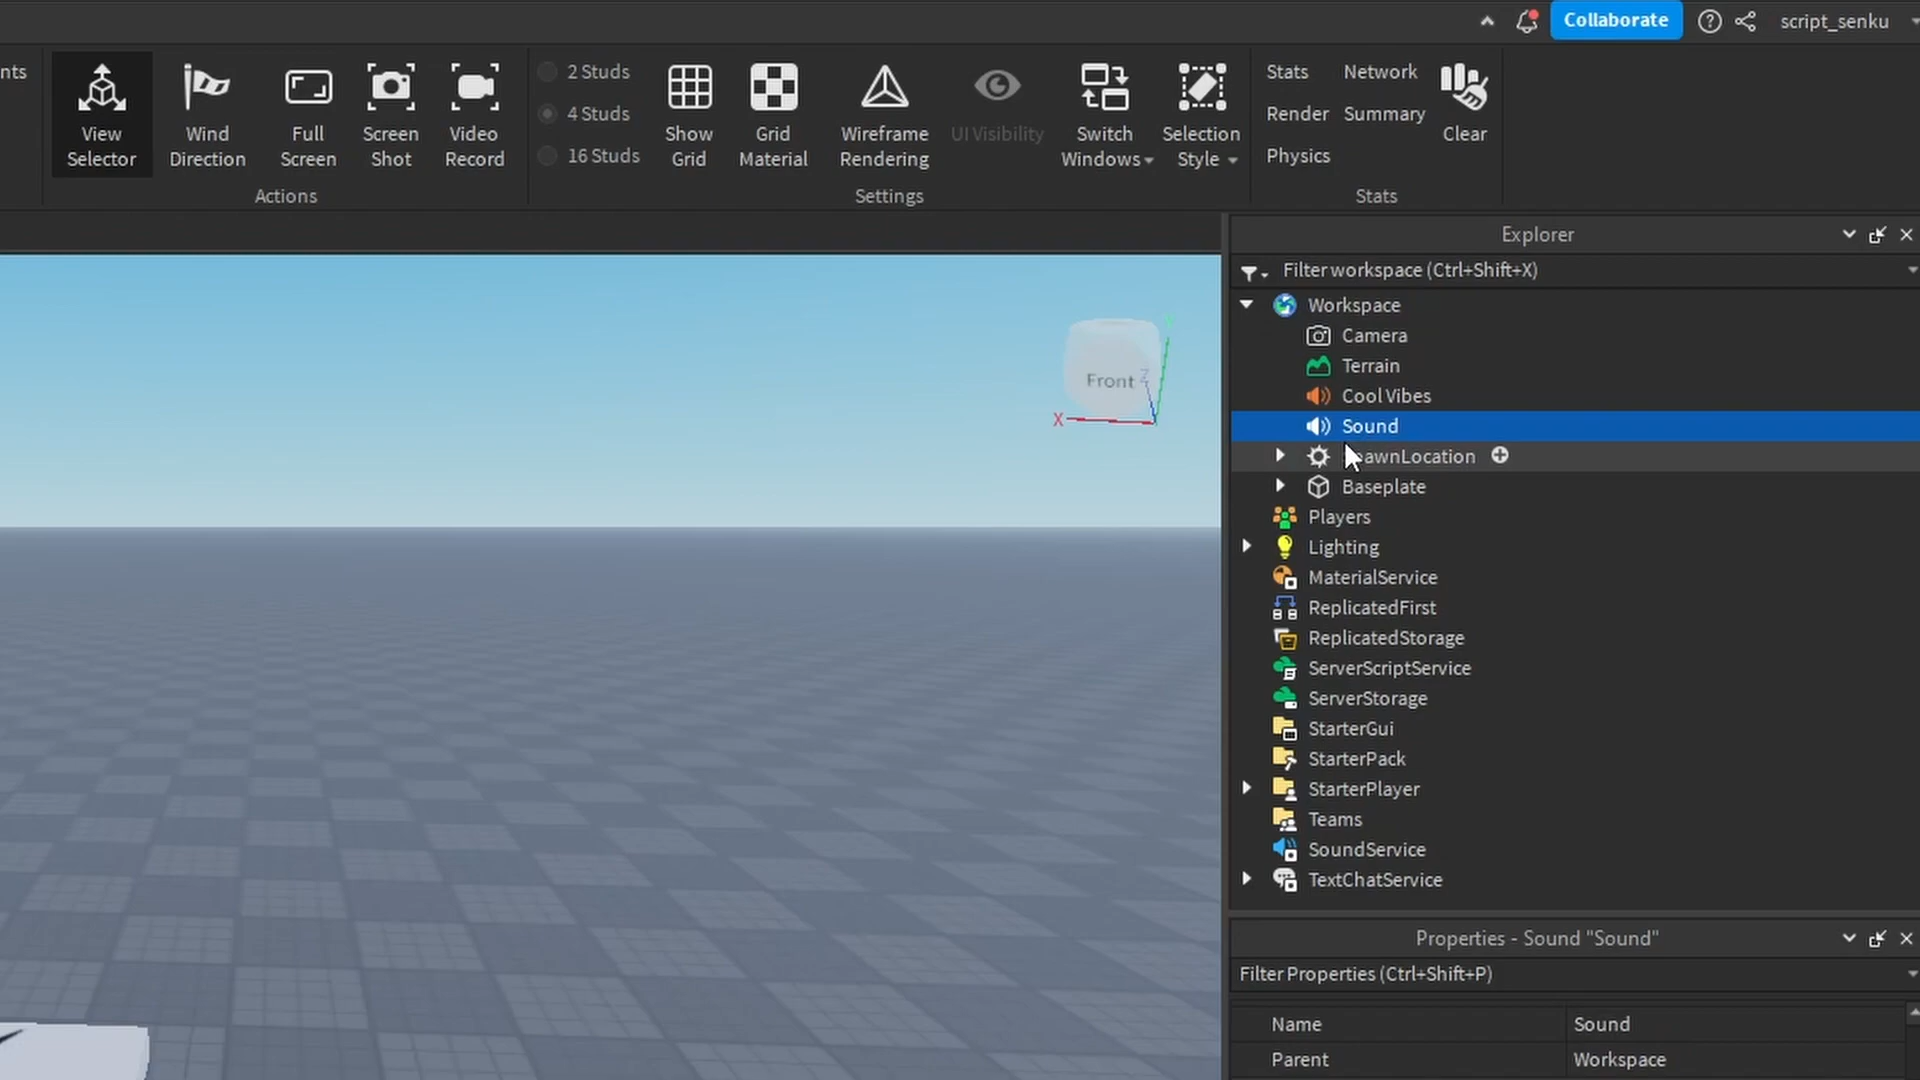 Collaborate
script_senku
nts
View Selector
Wind Direction
Full Screen
Screen Shot
Video Record
Actions
2 Studs
4 Studs
16 Studs
Show Grid
Grid Material
Wireframe Rendering
UI Visibility
Switch Windows
Selection Style
Settings
Stats
Network
Render
Summary
Physics
Clear
Stats
Explorer
Filter workspace (Ctrl+Shift+X)
Workspace
Camera
Terrain
Cool Vibes
Sound
awnLocation
Baseplate
Players
Lighting
MaterialService
ReplicatedFirst
ReplicatedStorage
ServerScriptService
ServerStorage
StarterGui
StarterPack
StarterPlayer
Teams
SoundService
TextChatService
Front
X
Y
Z
Properties - Sound "Sound"
Filter Properties (Ctrl+Shift+P)
Name Sound
Parent Workspace